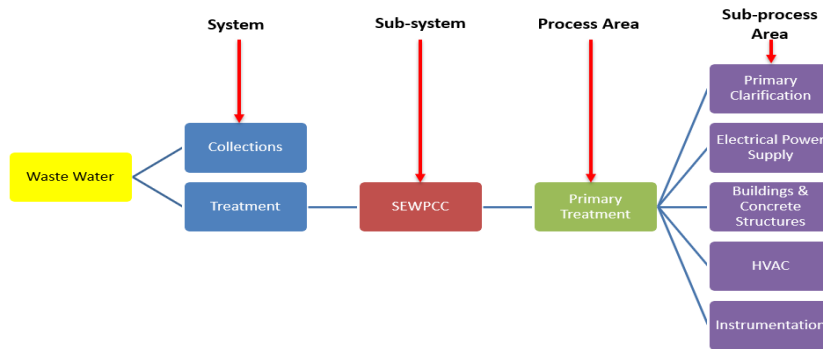 System
Sub-system
Process Area
Sub-process
Area
Waste Water
Collections
Treatment
SEWPCC
Primary
Treatment
Primary
Clarification
Electrical Power
Supply
Buildings &
Concrete
Structures
HVAC
Instrumentation